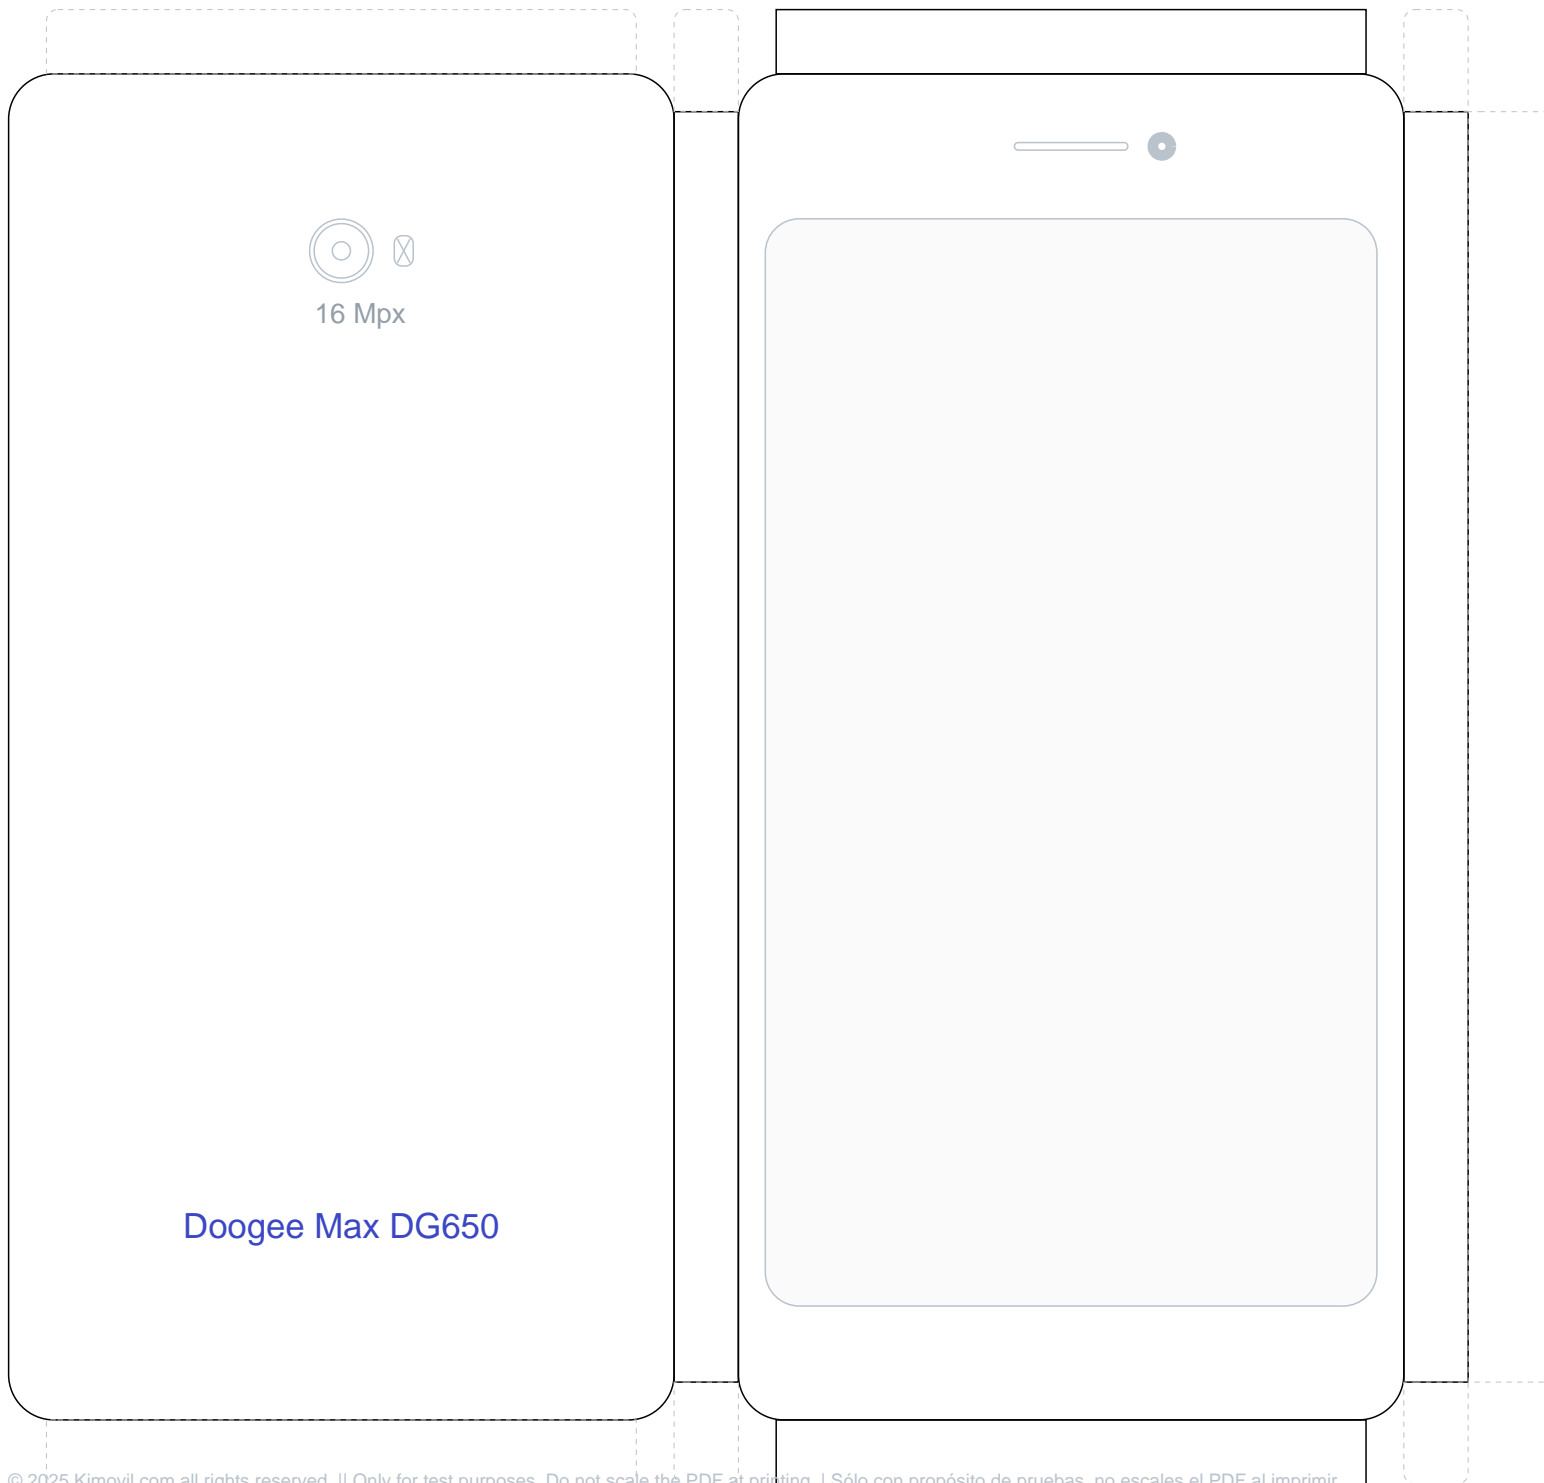 16 Mpx
Doogee Max DG650
© 2025 Kimovil.com all rights reserved. || Only for test purposes. Do not scale the PDF at printing. | Sólo con propósito de pruebas, no escales el PDF al imprimir.